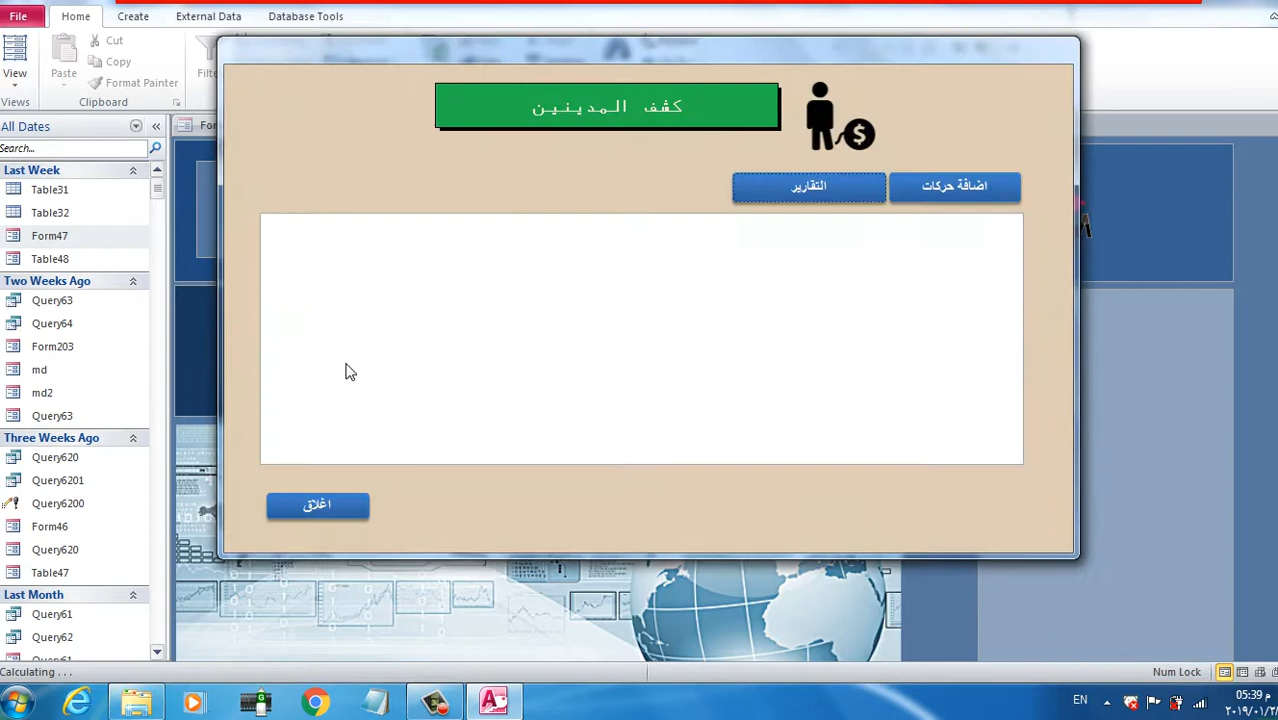 File Home Create External Data Database Tools
View
Views
Paste
Cut
Copy
Format Painter
Clipboard
All Dates
Search...
Last Week
Table31
Table32
Form47
Table48
Two Weeks Ago
Query63
Query64
Form203
md
md2
Query63
Three Weeks Ago
Query620
Query6201
Query6200
Form46
Query620
Table47
Last Month
Query61
Query62
كشف المدينين
اضافة حركات
التقارير
اغلاق
Calculating . . .
Num Lock
EN
05:39 م